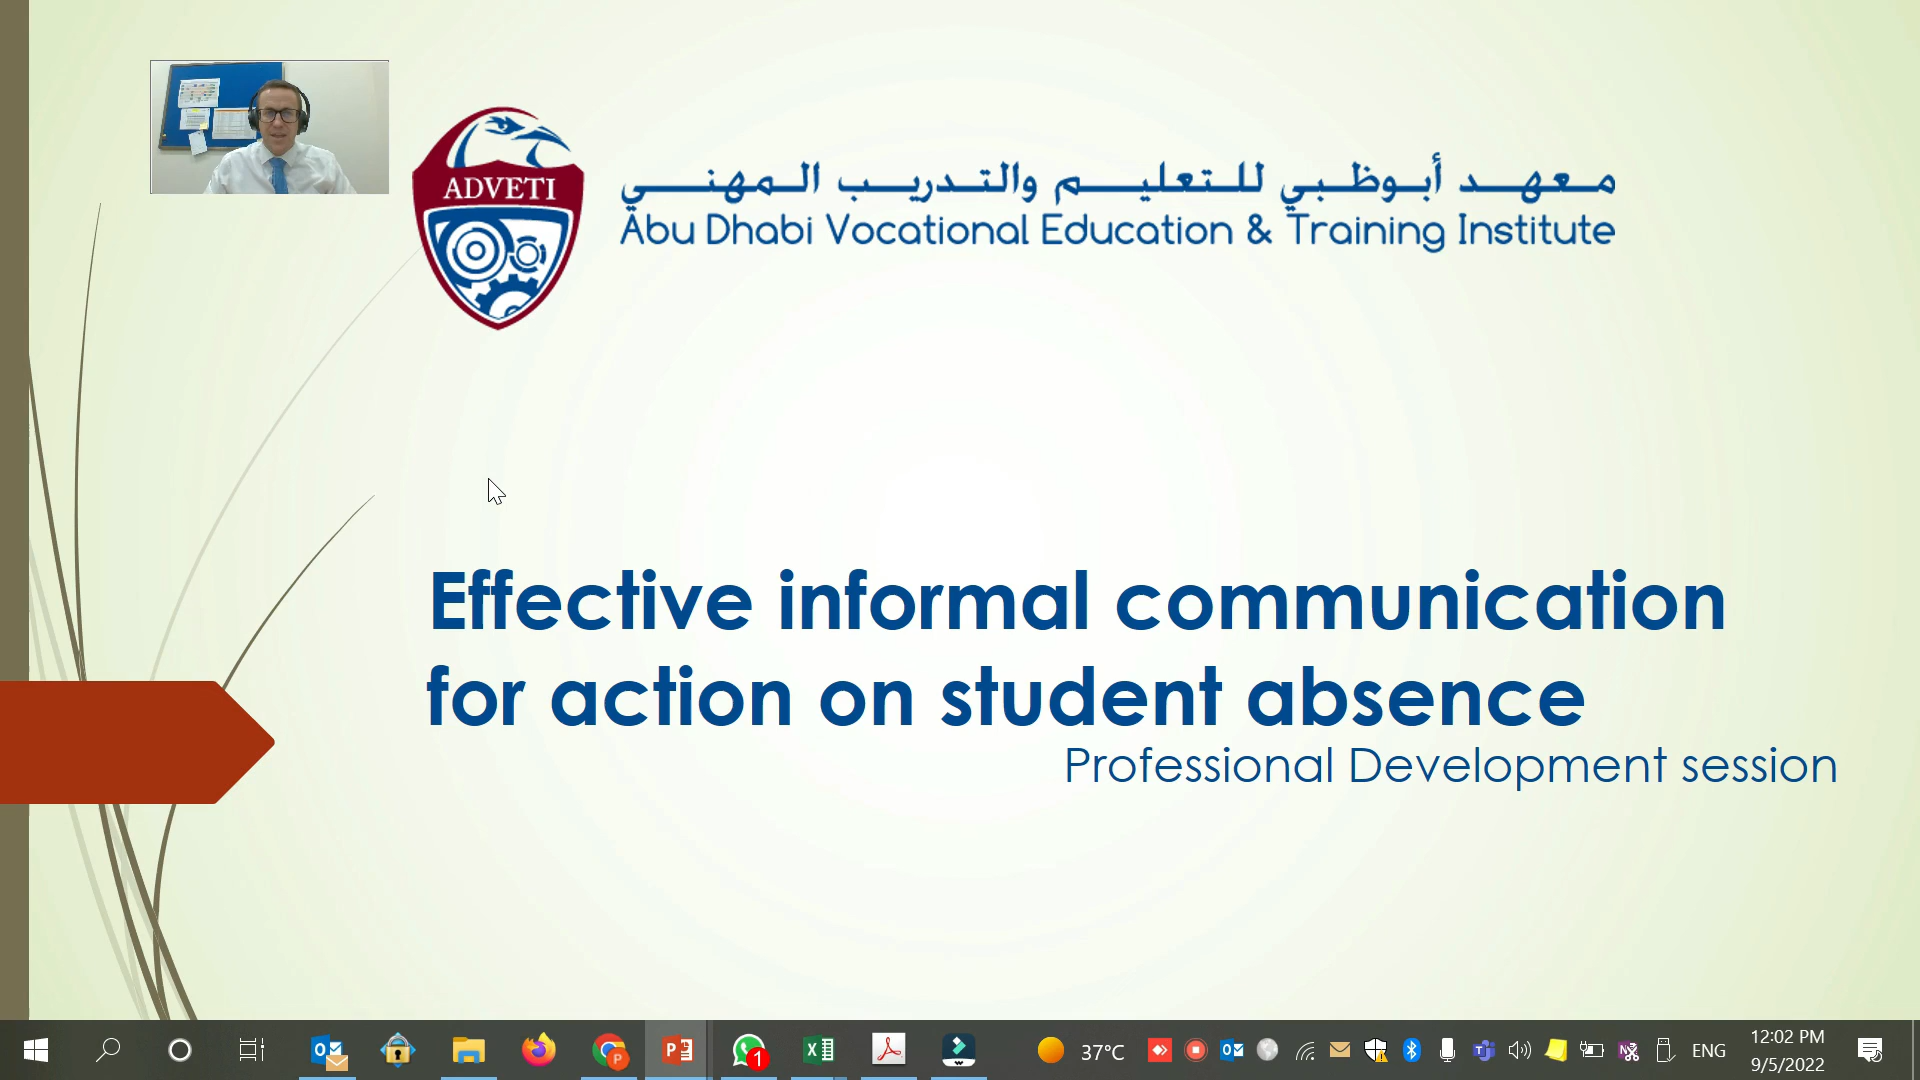 ADVETI
معهد أبوظبي للتعليم والتدريب المهني
Abu Dhabi Vocational Education & Training Institute
Effective informal communication
for action on student absence
Professional Development session
1
37°C
ENG
12:02 PM
9/5/2022